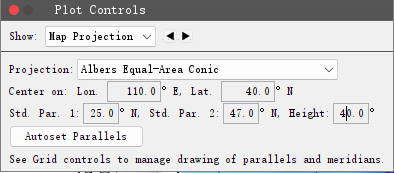 Plot Controls
Show: Map Projection
Projection: Albers Equal-Area Conic
Center on: Lon. 110.0 ° E, Lat. 40.0 ° N
Std. Par. 1: 25.0 ° N, Std. Par. 2: 47.0 ° N, Height: 40.0 °
Autoset Parallels
See Grid controls to manage drawing of parallels and meridians.